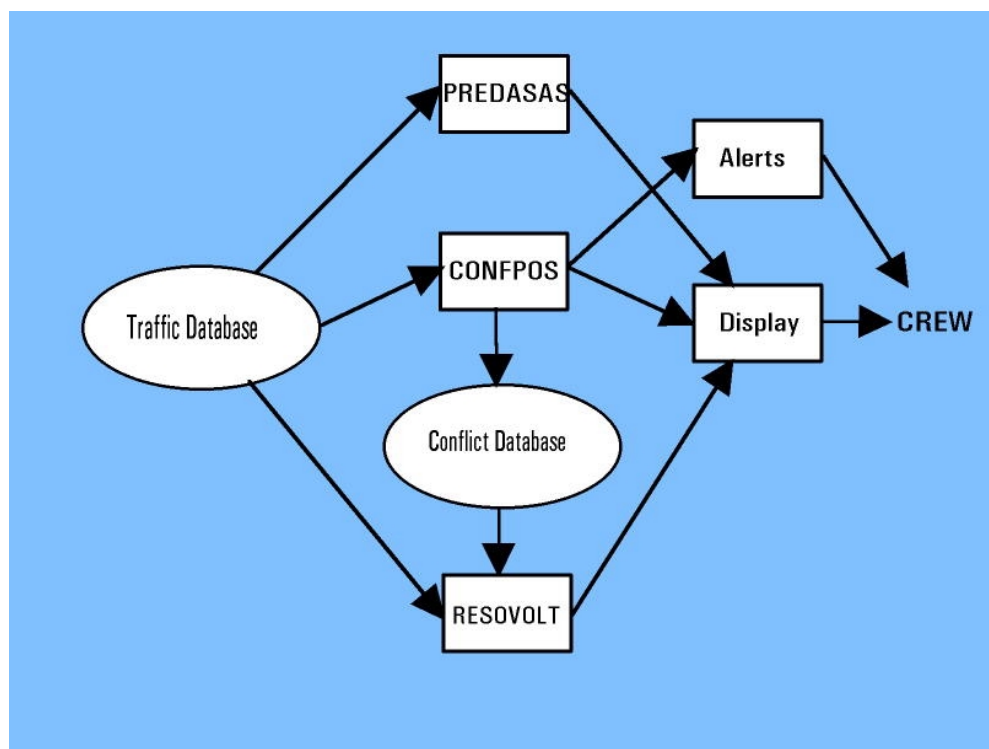 PREDASAS
Alerts
CONFPOS
Traffic Database
Display
CREW
Conflict Database
RESOVOLT